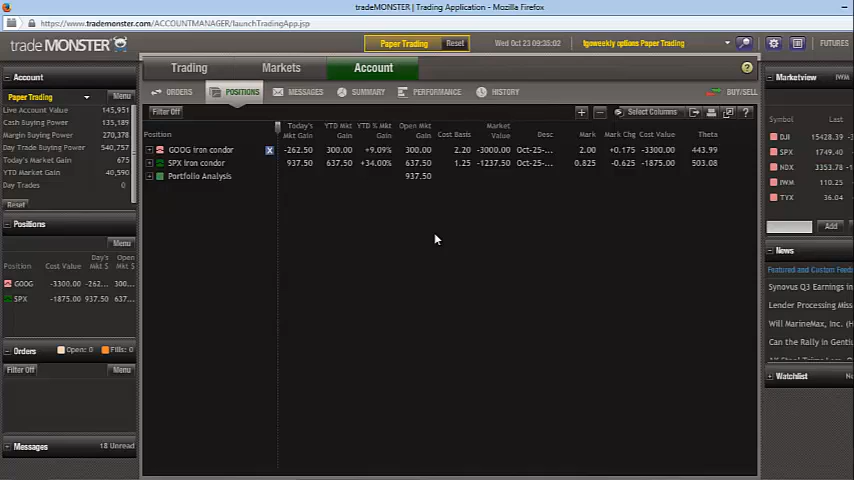 tradeMONSTER | Trading Application - Mozilla Firefox
https://www.trademonster.com/ACCOUNTMANAGER/launchTradingApp.jsp
tradeMONSTER
Paper Trading Reset Wed Oct 23 09:35:02 tgoweekly options Paper Trading FUTURES
Account
Paper Trading Menu
Live Account Value 145,951
Cash Buying Power 135,189
Margin Buying Power 270,378
Day Trade Buying Power 540,757
Today's Market Gain 675
YTD Market Gain 40,590
Day Trades 0
Reset
Positions
Menu
Position Cost Value Day's Mkt $ Open Mkt $
GOOG -3300.00 -262... 300...
SPX -1875.00 937.50 637...
Orders Open: 0 Fills: 0
Filter Off Menu
Messages 18 Unread
Trading Markets Account
ORDERS POSITIONS MESSAGES SUMMARY PERFORMANCE HISTORY BUY/SELL
Filter Off Select Columns
Position Today's Mkt Gain YTD Mkt Gain YTD % Mkt Gain Open Mkt Gain Cost Basis Market Value Desc Mark Mark Chg Cost Value Theta
GOOG Iron condor X -262.50 300.00 +9.09% 300.00 2.20 -3000.00 Oct-25-... 2.00 +0.175 -3300.00 443.99
SPX Iron condor 937.50 637.50 +34.00% 637.50 1.25 -1237.50 Oct-25-... 0.825 -0.625 -1875.00 503.08
Portfolio Analysis 937.50
Marketview IWM
Symbol Last
DJI 15428.39
SPX 1749.40
NDX 3353.78
IWM 110.25
TYX 36.04
Add
News
Featured and Custom Feeds
Synovus Q3 Earnings in
Lender Processing Miss
Will MarineMax, Inc. (H
Can the Rally in Genti
Watchlist